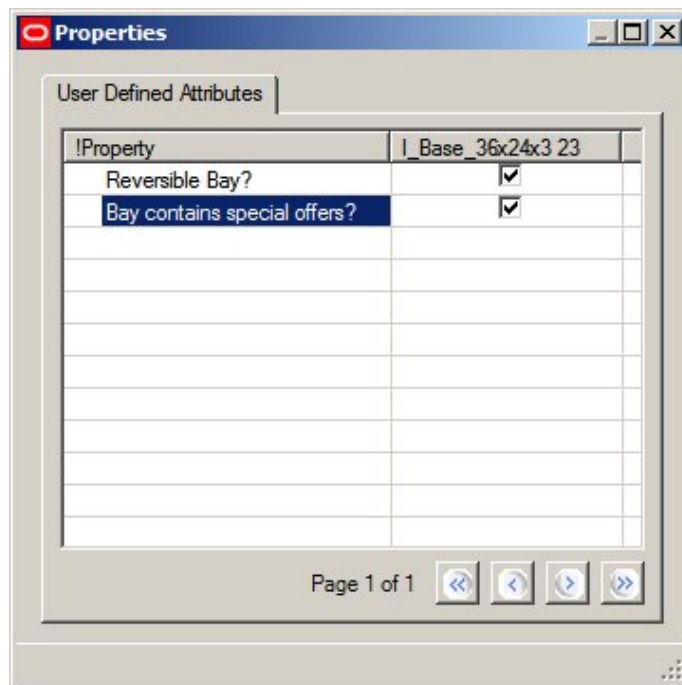 Properties
User Defined Attributes
!Property I_Base_36x24x3 23
Reversible Bay?
Bay contains special offers?
Page 1 of 1